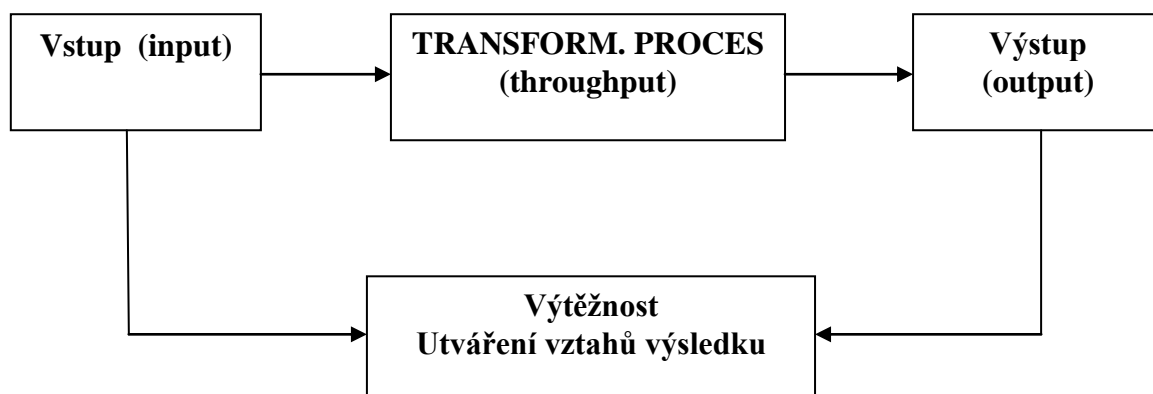 Vstup (input)
TRANSFORM. PROCES
(throughput)
Výstup
(output)
Výtěžnost
Utváření vztahů výsledku